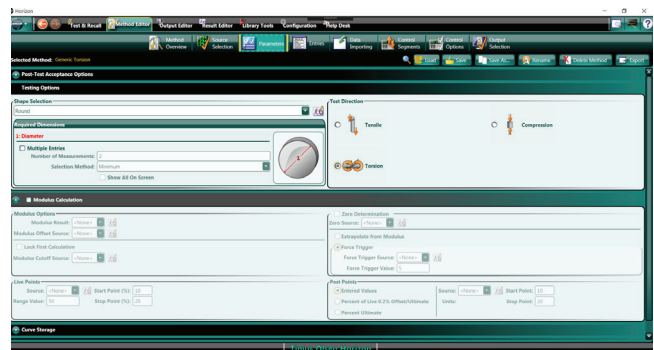 Horizon
Test & Recall Method Editor Output Editor Result Editor Library Tools Configuration Help Desk
Method Overview Source Selection Parameters Entries Data Importing Control Segments Control Options Output Selection
Selected Method: Generic Torsion Load Save Save As... Rename Delete Method Export
Post-Test Acceptance Options
Testing Options
Shape Selection
Round
Required Dimensions
1: Diameter
Multiple Entries
Number of Measurements: 2
Selection Method: Minimum
Show All On Screen
1
Test Direction
Tensile
Compression
Torsion
Modulus Calculation
Modulus Options
Modulus Result: <None>
Modulus Offset Source: <None>
Lock First Calculation
Modulus Cutoff Source: <None>
Zero Determination
Zero Source: <None>
Extrapolate from Modulus
Force Trigger
Force Trigger Source: <None>
Force Trigger Value: 5
Live Points
Source: <None> Start Point (%): 10
Range Value: 50 Stop Point (%): 20
Post Points
Entered Values
Percent of Live 0.2% Offset/Ultimate
Percent Ultimate
Source: <None> Start Point: 10
Units: Stop Point: 20
Curve Storage
Tinius Olsen Horizon